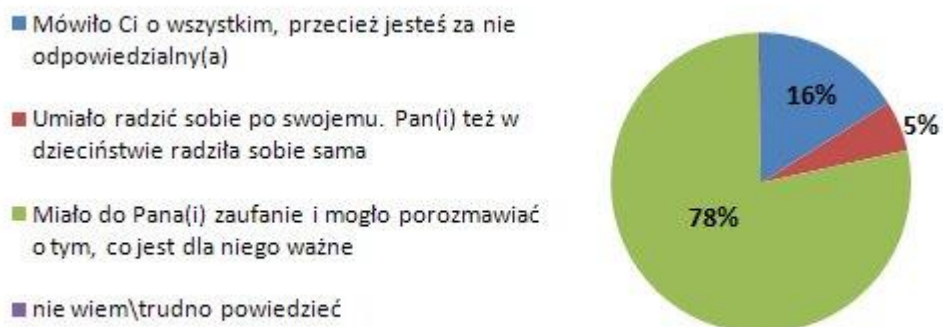 Mówiło Ci o wszystkim, przecież jesteś za nie
odpowiedzialny(a)
Umiało radzić sobie po swojemu. Pan(i) też w
dzieciństwie radziła sobie sama
Miało do Pana(i) zaufanie i mogło porozmawiać
o tym, co jest dla niego ważne
nie wiem\trudno powiedzieć
16%
5%
78%